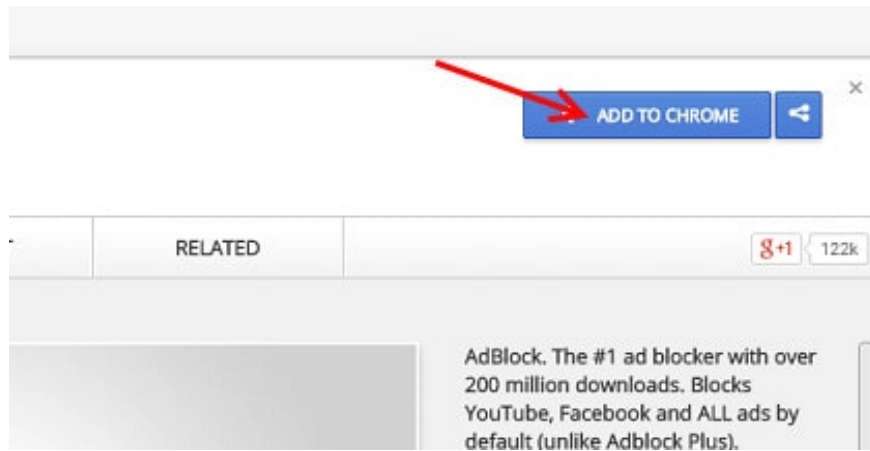 ADD TO CHROME
RELATED
g+1 122k
AdBlock. The #1 ad blocker with over
200 million downloads. Blocks
YouTube, Facebook and ALL ads by
default (unlike Adblock Plus).